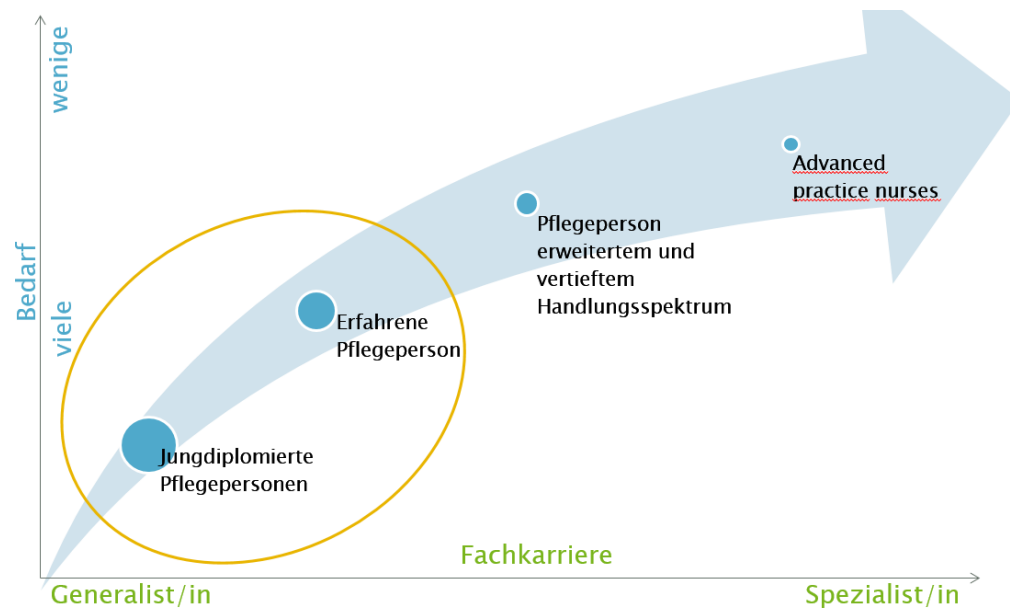 wenige
Bedarf
viele
Advanced
practice nurses
Pflegeperson
erweitertem und
vertieftem
Handlungsspektrum
Erfahrene
Pflegeperson
Jungdiplomierte
Pflegepersonen
Fachkarriere
Generalist/in
Spezialist/in